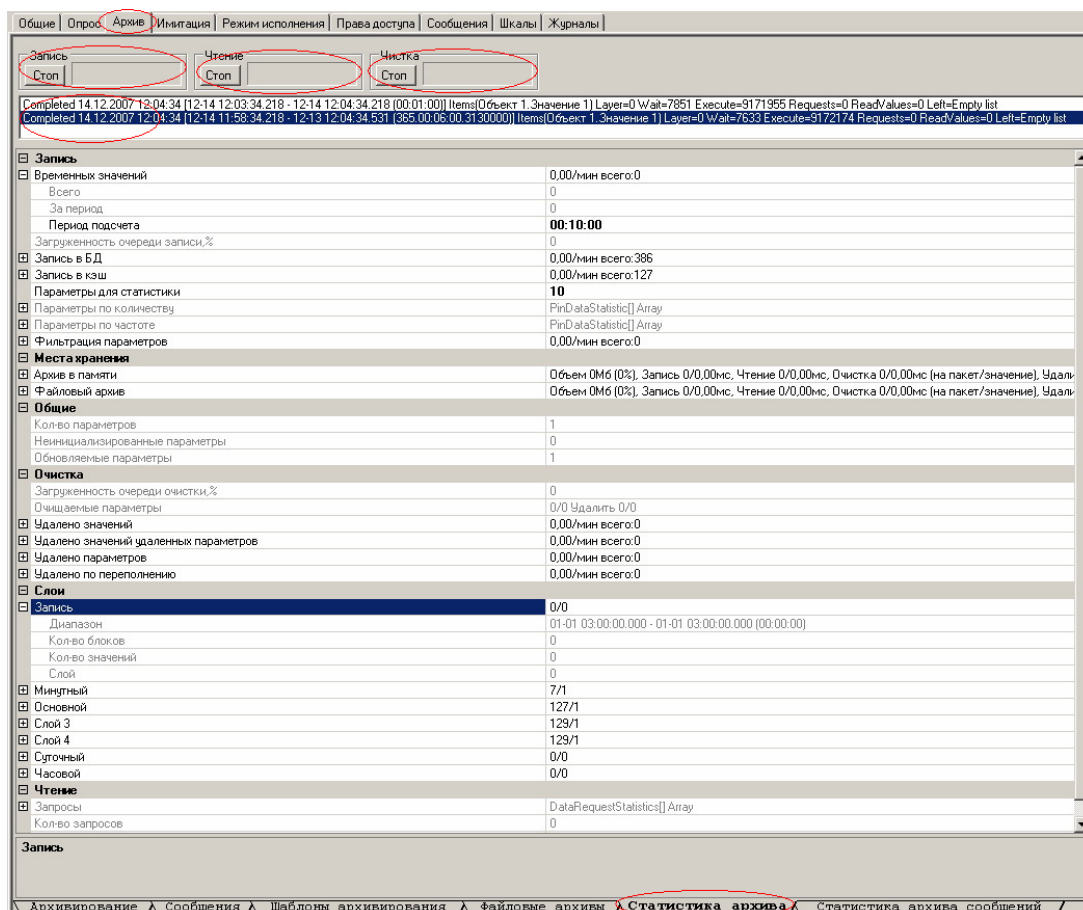 Общие Опрос Архив Имитация Режим исполнения Права доступа Сообщения Шкалы Журналы
Запись Чтение Чистка
Стоп Стоп Стоп
Completed 14.12.2007 12:04:34 [12-14 12:03:34.218 - 12-14 12:04:34.218 (00:01:00)] Items(Объект 1.Значение 1) Layer=0 Wait=7851 Execute=9171955 Requests=0 ReadValues=0 Left=Empty list
Completed 14.12.2007 12:04:34 [12-14 11:58:34.218 - 12-13 12:04:34.531 (365.00:06:00.3130000)] Items(Объект 1.Значение 1) Layer=0 Wait=7633 Execute=9172174 Requests=0 ReadValues=0 Left=Empty list
Запись
Временных значений 0,00/мин всего:0
Всего 0
За период 0
Период подсчета 00:10:00
Загруженность очереди записи,% 0
Запись в БД 0,00/мин всего:386
Запись в кэш 0,00/мин всего:127
Параметры для статистики 10
Параметры по количеству PinDataStatistic[] Array
Параметры по частоте PinDataStatistic[] Array
Фильтрация параметров 0,00/мин всего:0
Места хранения
Архив в памяти Объем 0Мб (0%), Запись 0/0,00мс, Чтение 0/0,00мс, Очистка 0/0,00мс (на пакет/значение), Удали
Файловый архив Объем 0Мб (0%), Запись 0/0,00мс, Чтение 0/0,00мс, Очистка 0/0,00мс (на пакет/значение), Удали
Общие
Кол-во параметров 1
Неинициализированные параметры 0
Обновляемые параметры 1
Очистка
Загруженность очереди очистки,% 0
Очищаемые параметры 0/0 Удалить 0/0
Удалено значений 0,00/мин всего:0
Удалено значений удаленных параметров 0,00/мин всего:0
Удалено параметров 0,00/мин всего:0
Удалено по переполнению 0,00/мин всего:0
Слои
Запись 0/0
Диапазон 01-01 03:00:00.000 - 01-01 03:00:00.000 (00:00:00)
Кол-во блоков 0
Кол-во значений 0
Слой 0
Минутный 7/1
Основной 127/1
Слой 3 129/1
Слой 4 129/1
Суточный 0/0
Часовой 0/0
Чтение
Запросы DataRequestStatistics[] Array
Кол-во запросов 0
Запись
Архивирование Сообщения Шаблоны архивирования Файловые архивы Статистика архива Статистика архива сообщений